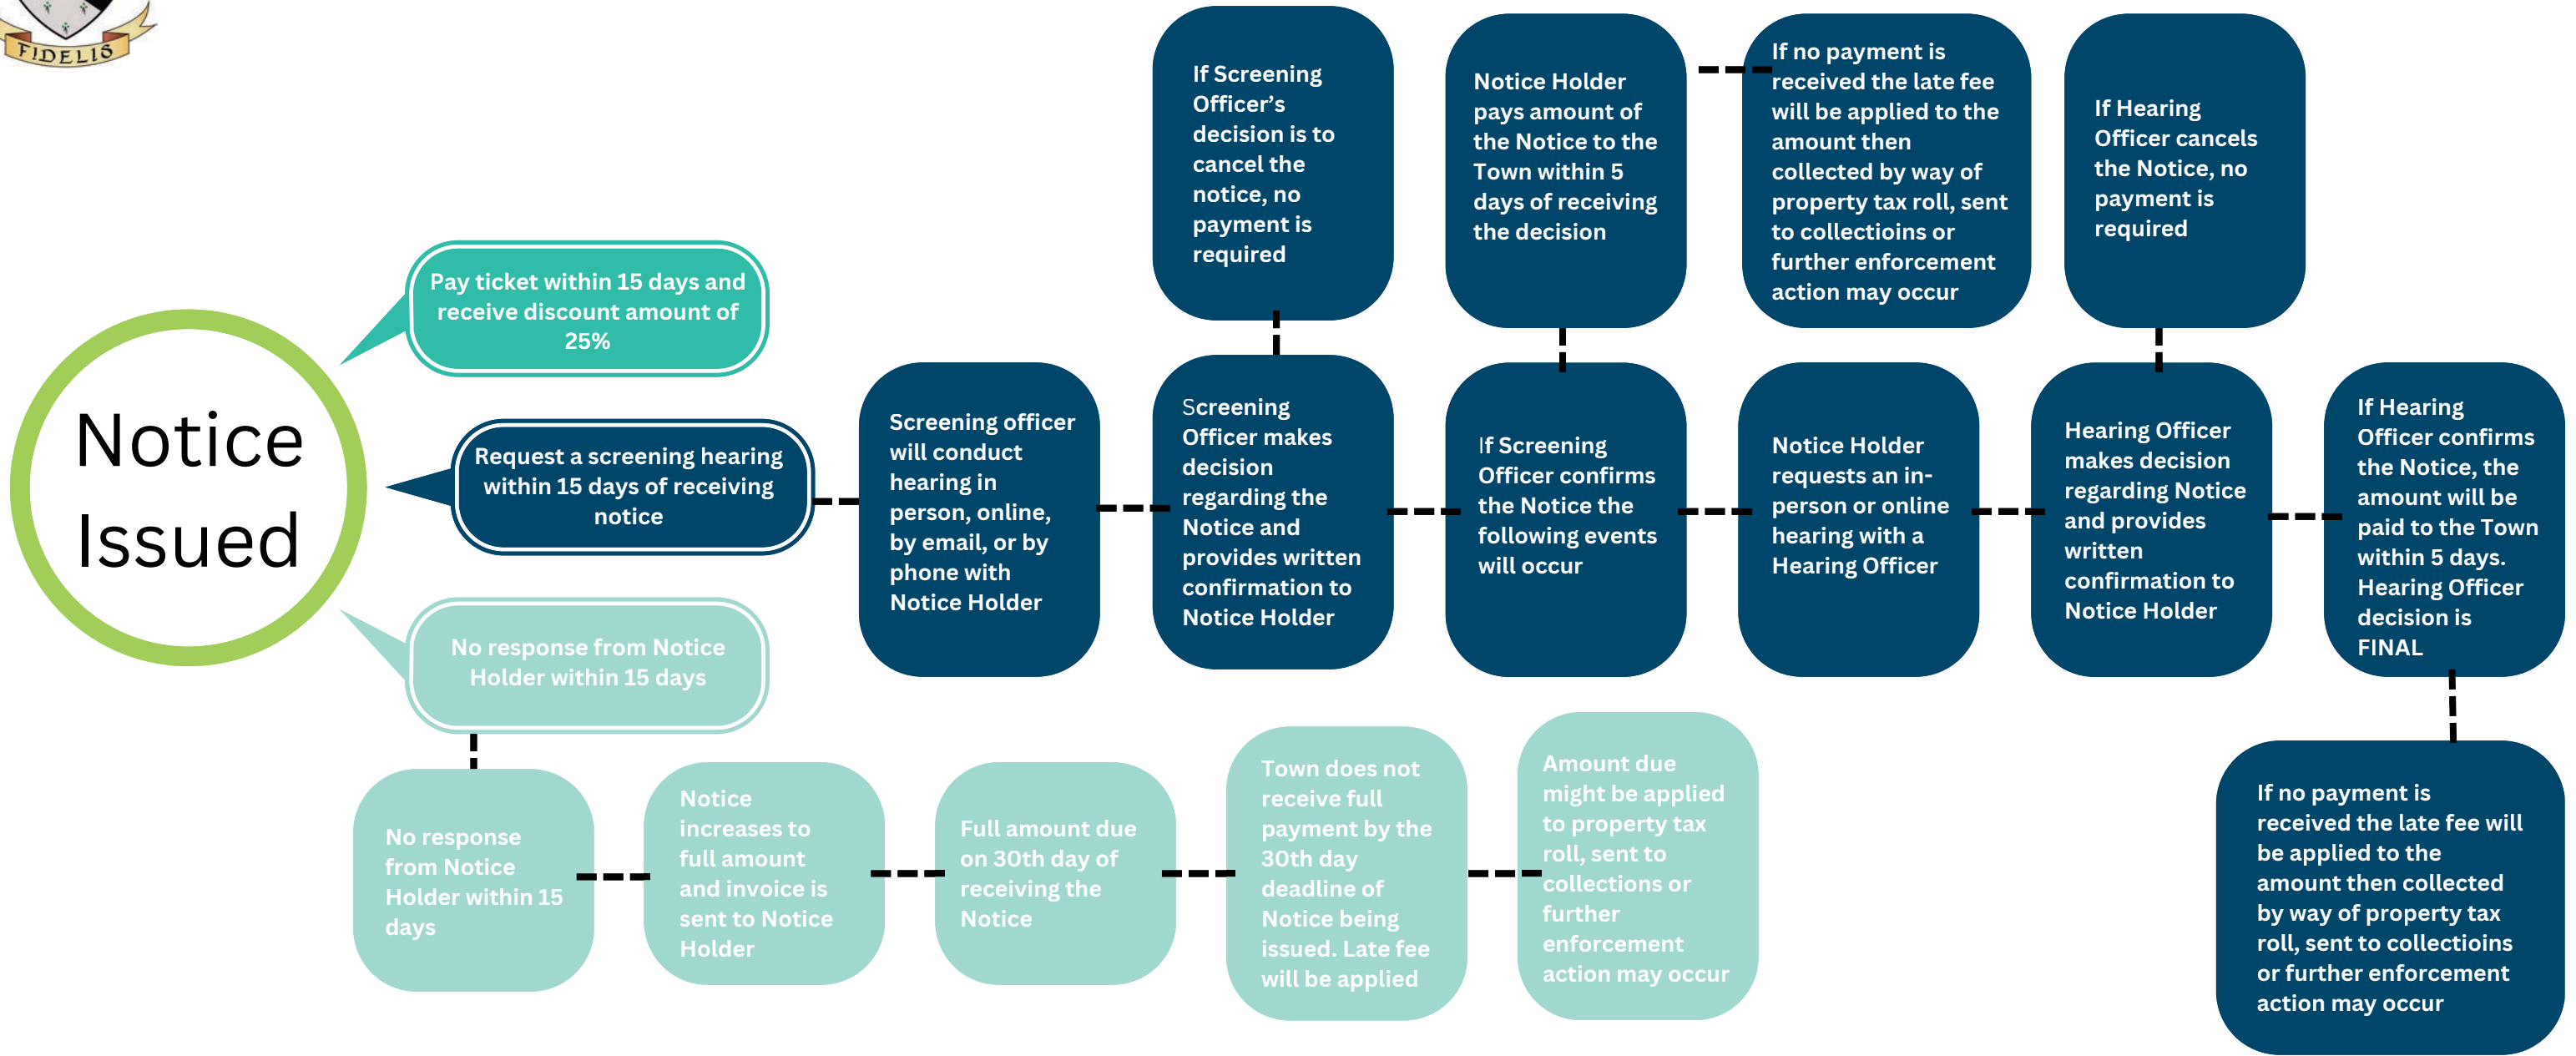 FIDELIS
Notice
Issued
Pay ticket within 15 days and
receive discount amount of
25%
Request a screening hearing
within 15 days of receiving
notice
No response from Notice
Holder within 15 days
Screening officer
will conduct
hearing in
person, online,
by email, or by
phone with
Notice Holder
If Screening
Officer’s
decision is to
cancel the
notice, no
payment is
required
Screening
Officer makes
decision
regarding the
Notice and
provides written
confirmation to
Notice Holder
Notice Holder
pays amount of
the Notice to the
Town within 5
days of receiving
the decision
If no payment is
received the late fee
will be applied to the
amount then
collected by way of
property tax roll, sent
to collectioins or
further enforcement
action may occur
If Screening
Officer confirms
the Notice the
following events
will occur
Notice Holder
requests an in-
person or online
hearing with a
Hearing Officer
If Hearing
Officer cancels
the Notice, no
payment is
required
Hearing Officer
makes decision
regarding Notice
and provides
written
confirmation to
Notice Holder
If Hearing
Officer confirms
the Notice, the
amount will be
paid to the Town
within 5 days.
Hearing Officer
decision is
FINAL
If no payment is
received the late fee will
be applied to the
amount then collected
by way of property tax
roll, sent to collectioins
or further enforcement
action may occur
No response
from Notice
Holder within 15
days
Notice
increases to
full amount
and invoice is
sent to Notice
Holder
Full amount due
on 30th day of
receiving the
Notice
Town does not
receive full
payment by the
30th day
deadline of
Notice being
issued. Late fee
will be applied
Amount due
might be applied
to property tax
roll, sent to
collections or
further
enforcement
action may occur